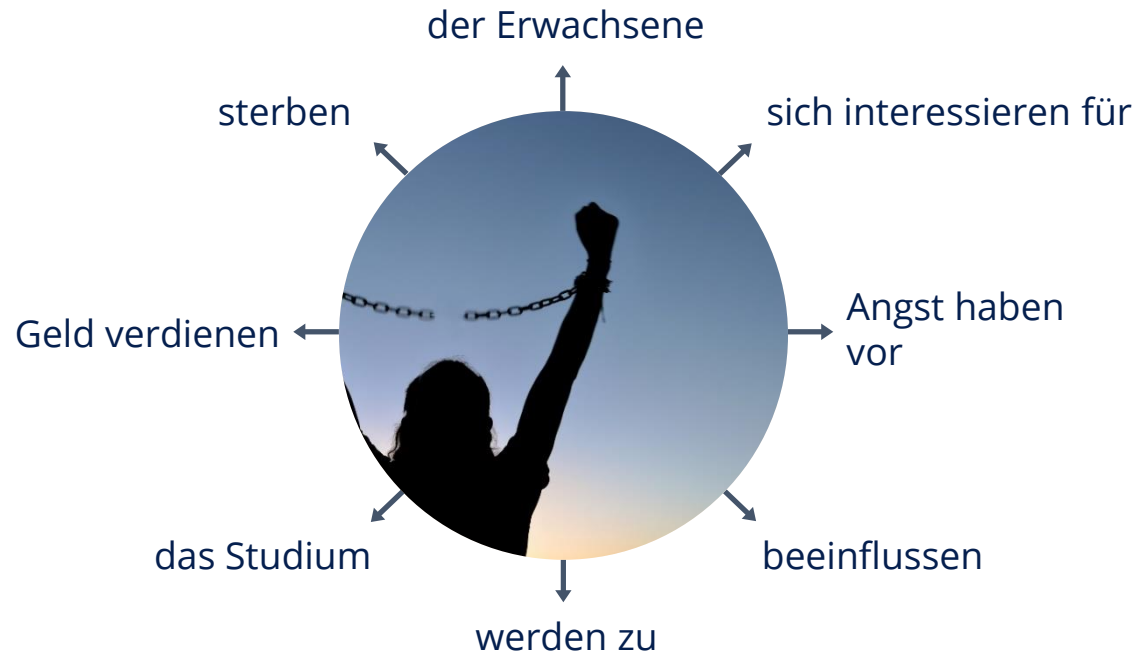 der Erwachsene
sterben
sich interessieren für
Geld verdienen
Angst haben
vor
das Studium
beeinflussen
werden zu